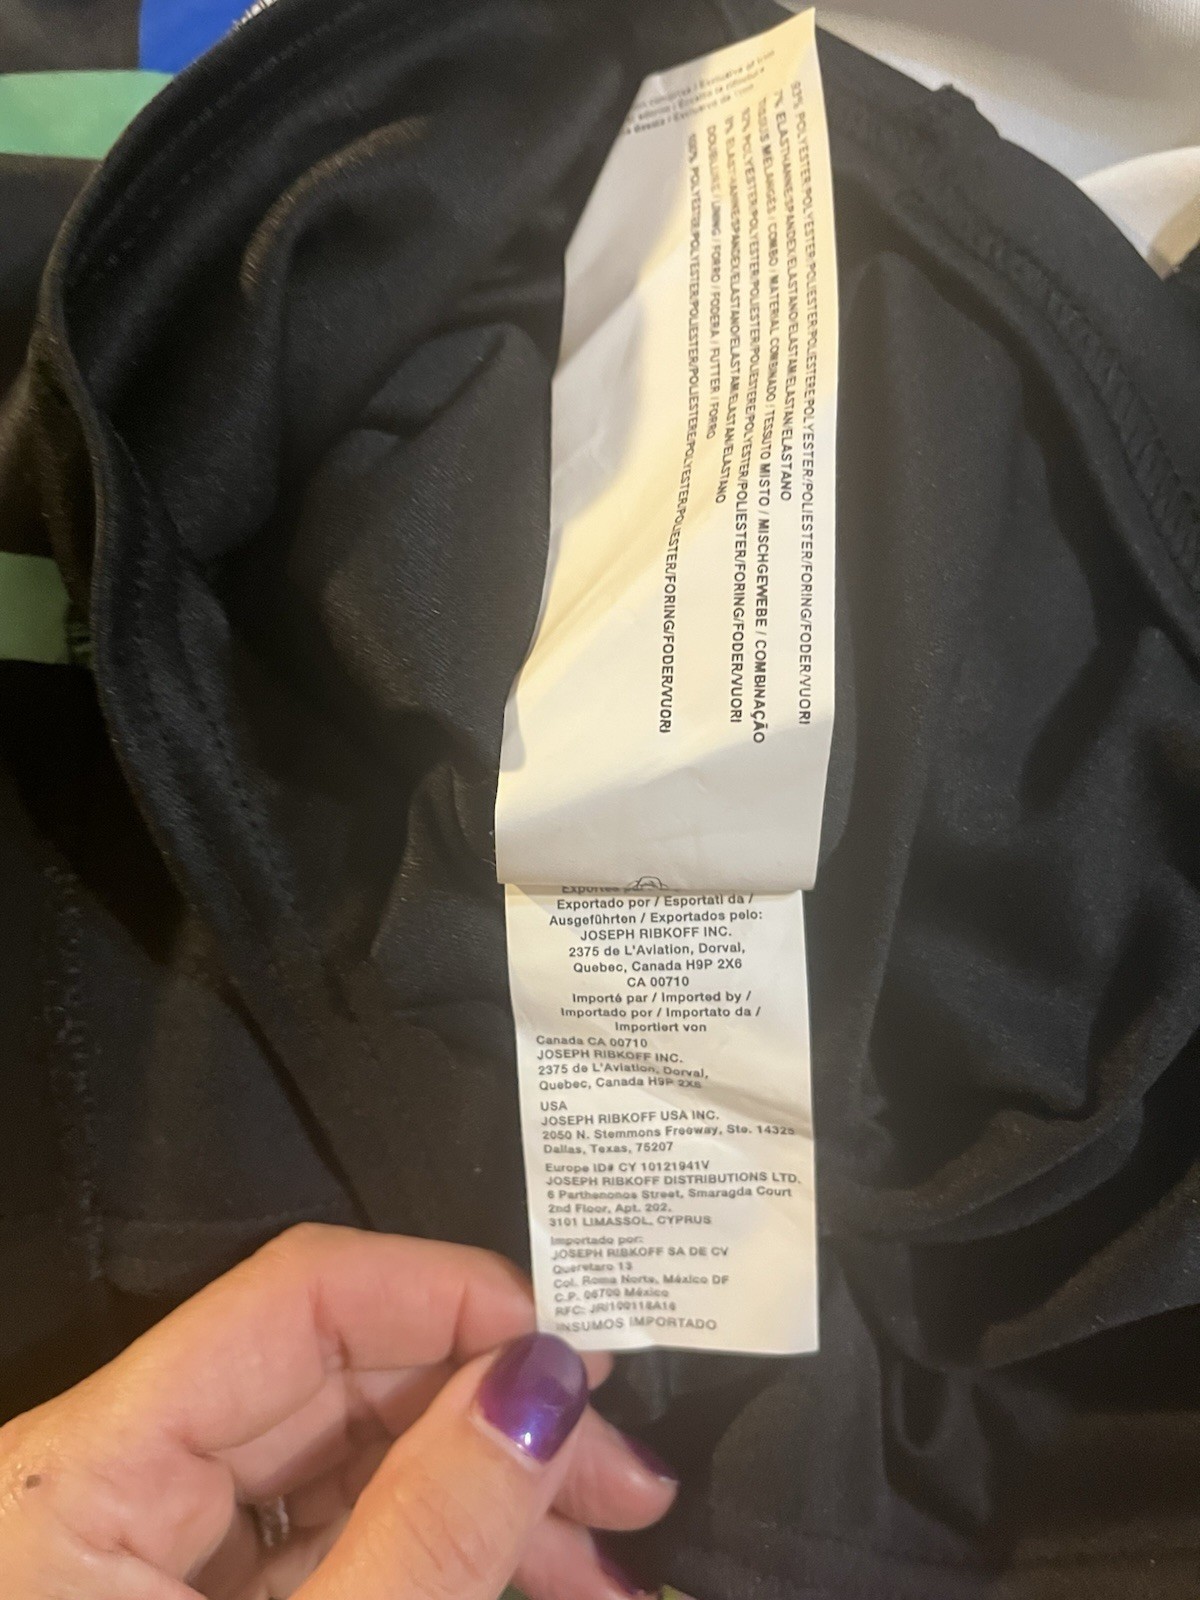 93% POLYESTER/POLYESTER/POLIESTER/POLIESTERE/POLYESTER/POLIESTER/FORING/FODER/VUORI
7% ELASTHANNE/SPANDEX/ELASTANO/ELASTAM/ELASTAN/ELASTANO
TISSUS MÉLANGÉS / COMBO / MATERIAL COMBINADO / TESSUTO MISTO / MISCHGEWEBE / COMBINAÇÃO
POLYESTER/POLYESTER/POLIESTER/POLIESTERE/POLYESTER/POLIESTER/FORING/FODER/VUORI
ELASTHANNE/SPANDEX/ELASTANO/ELASTAM/ELASTAN/ELASTANO
DOUBLURE / LINING / FORRO / FODERA / FUTTER / FORRO
100% POLYESTER/POLYESTER/POLIESTER/POLIESTERE/POLYESTER/POLIESTER/FORING/FODER/VUORI
Exportado por / Esportati da /
Ausgeführten / Exportados pelo:
JOSEPH RIBKOFF INC.
2375 de L'Aviation, Dorval,
Quebec, Canada H9P 2X6
CA 00710
Importé par / Imported by /
Importado por / Importato da /
Importiert von
Canada CA 00710
JOSEPH RIBKOFF INC.
2375 de L'Aviation, Dorval,
Quebec, Canada H9P 2X6
USA
JOSEPH RIBKOFF USA INC.
2050 N. Stemmons Freeway, Ste. 14325
Dallas, Texas, 75207
Europe ID# CY 10121941V
JOSEPH RIBKOFF DISTRIBUTIONS LTD.
6 Parthenonos Street, Smaragda Court
2nd Floor, Apt. 202,
3101 LIMASSOL, CYPRUS
Importado por:
JOSEPH RIBKOFF SA DE CV
Queretaro 13
Col. Roma Norte, México DF
C.P. 06700 México
RFC: JRI100118A16
INSUMOS IMPORTADO